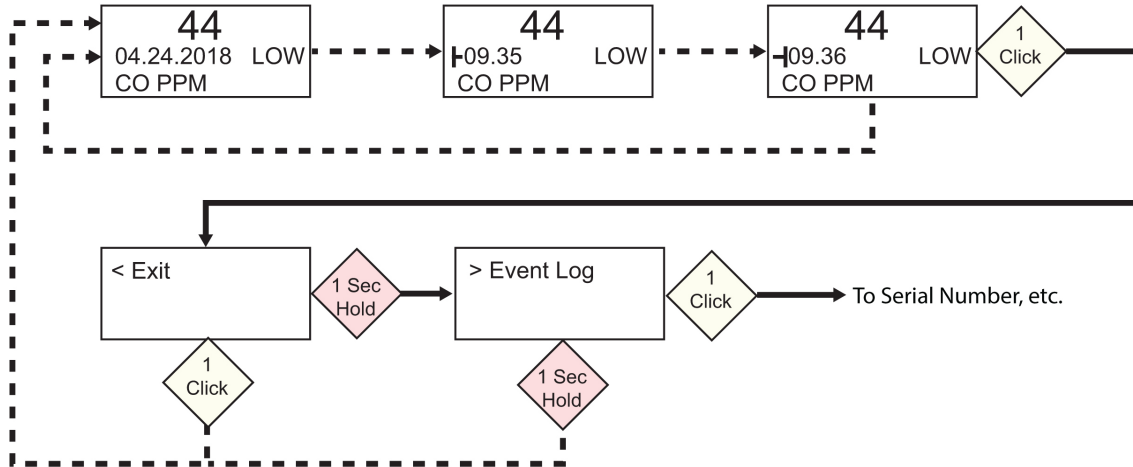 44
04.24.2018 LOW
CO PPM
44
09.35 LOW
CO PPM
44
09.36 LOW
CO PPM
1
Click
< Exit
1 Sec
Hold
> Event Log
1
Click
To Serial Number, etc.
1
Click
1 Sec
Hold